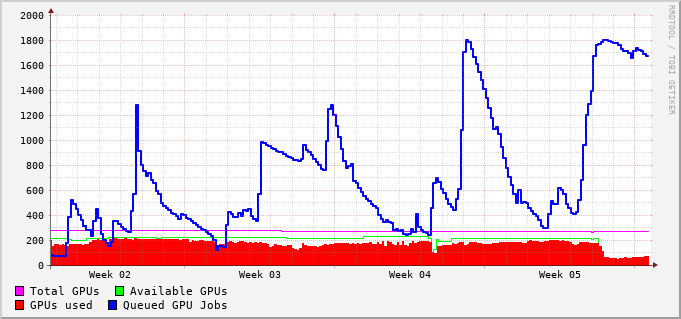 2000
1800
1600
1400
1200
1000
800
600
400
200
0
Week 02 Week 03 Week 04 Week 05
Total GPUs Available GPUs
GPUs used Queued GPU Jobs
RRDTOOL / TOBI OETIKER